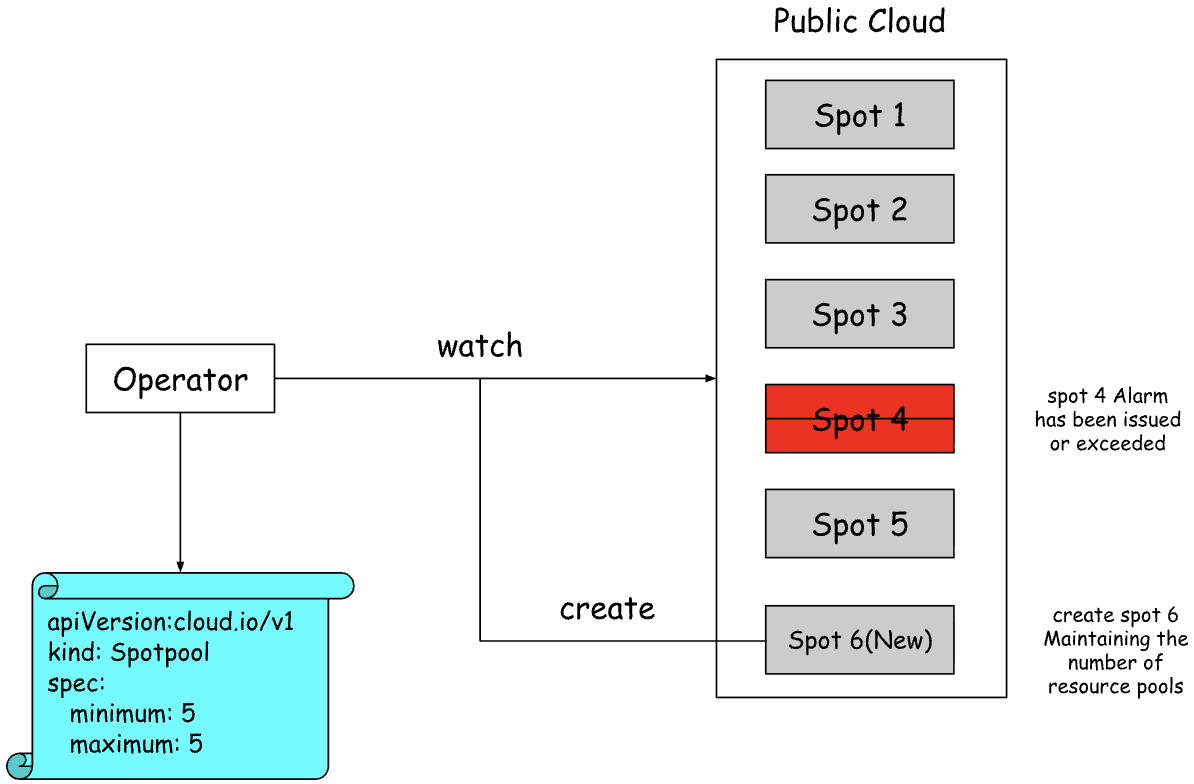 Public Cloud
Spot 1
Spot 2
Spot 3
watch
Operator
Spot 4
spot 4 Alarm
has been issued
or exceeded
Spot 5
create
Spot 6(New)
create spot 6
Maintaining the
number of
resource pools
apiVersion:cloud.io/v1
kind: Spotpool
spec:
minimum: 5
maximum: 5